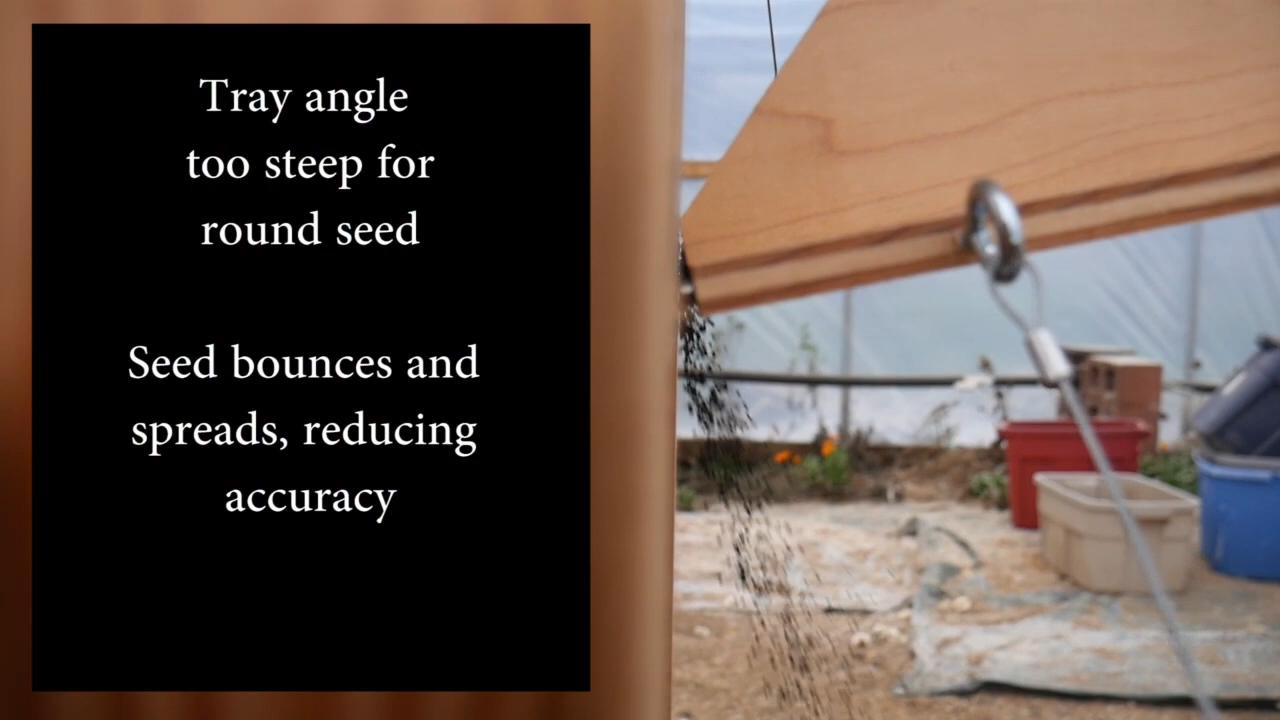 Tray angle
too steep for
round seed
Seed bounces and
spreads, reducing
accuracy